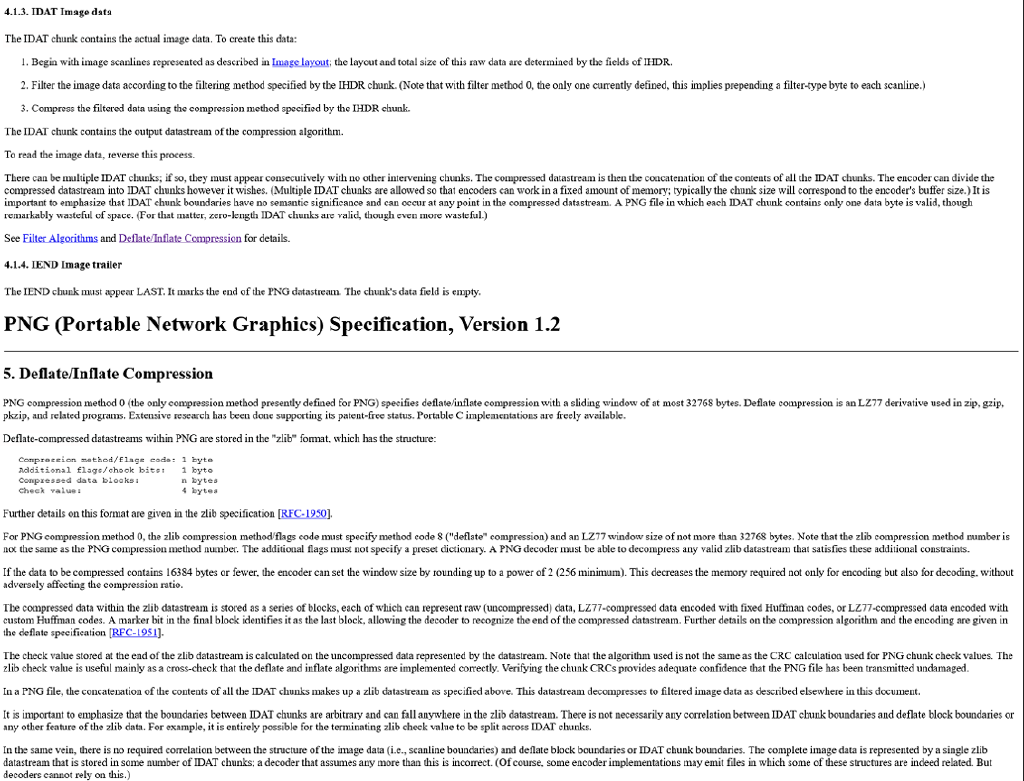 4.1.3. IDAT Image data
The IDAT chunk contains the actual image data. To create this data:
1. Begin with image scanlines represented as described in Image layout; the layout and total size of this raw data are determined by the fields of IHDR.
2. Filter the image data according to the filtering method specified by the IHDR chunk. (Note that with filter method 0, the only one currently defined, this implies prepending a filter-type byte to each scanline.)
3. Compress the filtered data using the compression method specified by the IHDR chunk.
The IDAT chunk contains the output datastream of the compression algorithm.
To read the image data, reverse this process.
There can be multiple IDAT chunks; if so, they must appear consecutively with no other intervening chunks. The compressed datastream is then the concatenation of the contents of all the IDAT chunks. The encoder can divide the
compressed datastream into IDAT chunks however it wishes. (Multiple IDAT chunks are allowed so that encoders can work in a fixed amount of memory; typically the chunk size will correspond to the encoder's buffer size.) It is
important to emphasize that IDAT chunk boundaries have no semantic significance and can occur at any point in the compressed datastream. A PNG file in which each IDAT chunk contains only one data byte is valid, though
remarkably wasteful of space. (For that matter, zero-length IDAT chunks are valid, though even more wasteful.)
See Filter Algorithms and Deflate/Inflate Compression for details.
4.1.4. IEND Image trailer
The IEND chunk must appear LAST. It marks the end of the PNG datastream. The chunk's data field is empty.
PNG (Portable Network Graphics) Specification, Version 1.2
5. Deflate/Inflate Compression
PNG compression method 0 (the only compression method presently defined for PNG) specifies deflate/inflate compression with a sliding window of at most 32768 bytes. Deflate compression is an LZ77 derivative used in zip, gzip,
pkzip, and related programs. Extensive research has been done supporting its patent-free status. Portable C implementations are freely available.
Deflate-compressed datastreams within PNG are stored in the "zlib" format, which has the structure:
Compression method/flags code: 1 byte
Additional flags/check bits: 1 byte
Compressed data blocks: n bytes
Check value: 4 bytes
Further details on this format are given in the zlib specification [RFC-1950].
For PNG compression method 0, the zlib compression method/flags code must specify method code 8 ("deflate" compression) and an LZ77 window size of not more than 32768 bytes. Note that the zlib compression method number is
not the same as the PNG compression method number. The additional flags must not specify a preset dictionary. A PNG decoder must be able to decompress any valid zlib datastream that satisfies these additional constraints.
If the data to be compressed contains 16384 bytes or fewer, the encoder can set the window size by rounding up to a power of 2 (256 minimum). This decreases the memory required not only for encoding but also for decoding, without
adversely affecting the compression ratio.
The compressed data within the zlib datastream is stored as a series of blocks, each of which can represent raw (uncompressed) data, LZ77-compressed data encoded with fixed Huffman codes, or LZ77-compressed data encoded with
custom Huffman codes. A marker bit in the final block identifies it as the last block, allowing the decoder to recognize the end of the compressed datastream. Further details on the compression algorithm and the encoding are given in
the deflate specification [RFC-1951].
The check value stored at the end of the zlib datastream is calculated on the uncompressed data represented by the datastream. Note that the algorithm used is not the same as the CRC calculation used for PNG chunk check values. The
zlib check value is useful mainly as a cross-check that the deflate and inflate algorithms are implemented correctly. Verifying the chunk CRCs provides adequate confidence that the PNG file has been transmitted undamaged.
In a PNG file, the concatenation of the contents of all the IDAT chunks makes up a zlib datastream as specified above. This datastream decompresses to filtered image data as described elsewhere in this document.
It is important to emphasize that the boundaries between IDAT chunks are arbitrary and can fall anywhere in the zlib datastream. There is not necessarily any correlation between IDAT chunk boundaries and deflate block boundaries or
any other feature of the zlib data. For example, it is entirely possible for the terminating zlib check value to be split across IDAT chunks.
In the same vein, there is no required correlation between the structure of the image data (i.e., scanline boundaries) and deflate block boundaries or IDAT chunk boundaries. The complete image data is represented by a single zlib
datastream that is stored in some number of IDAT chunks; a decoder that assumes any more than this is incorrect. (Of course, some encoder implementations may emit files in which some of these structures are indeed related. But
decoders cannot rely on this.)